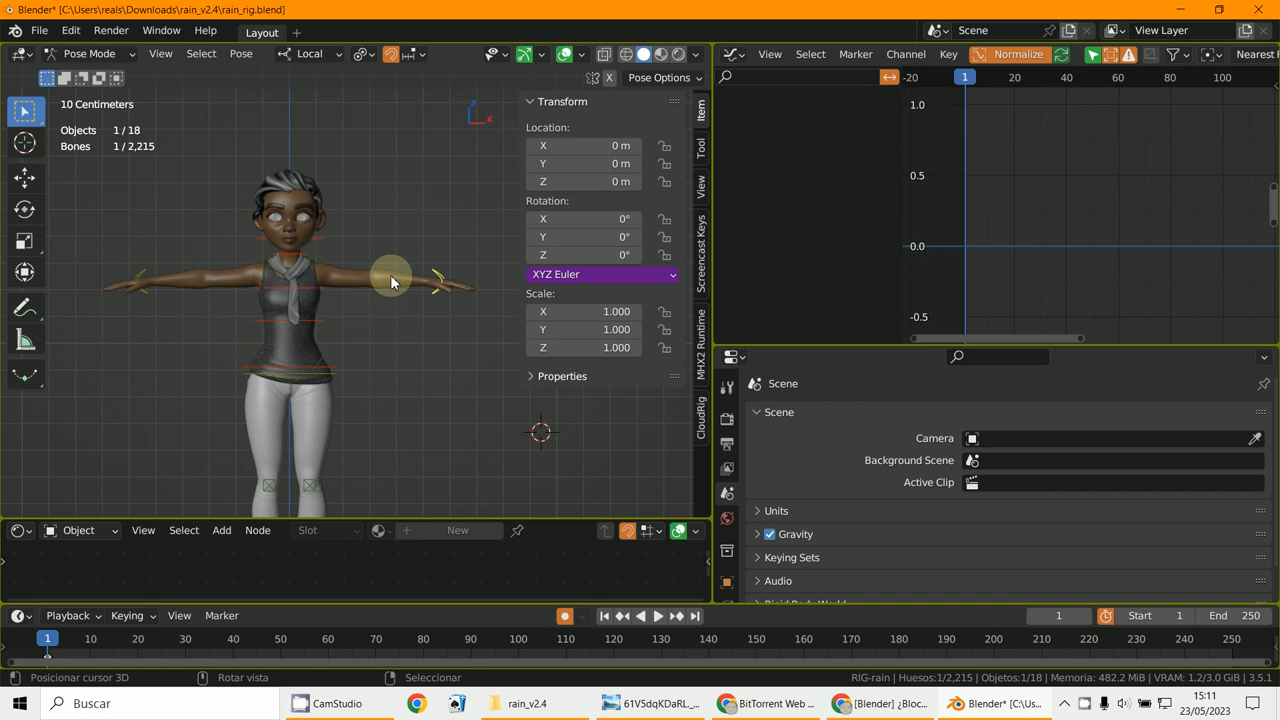 Blender* [C:\Users\reals\Downloads\rain_v2.4\rain_rig.blend]
File Edit Render Window Help Layout + Scene View Layer
Pose Mode View Select Pose Local View Select Marker Channel Key Normalize Nearest F
X Pose Options -20 1 20 40 60 80 100
10 Centimeters
Objects 1 / 18
Bones 1 / 2,215
Z
X
Transform
Location:
X 0 m
Y 0 m
Z 0 m
Rotation:
X 0°
Y 0°
Z 0°
XYZ Euler
Scale:
X 1.000
Y 1.000
Z 1.000
Properties
Item
Tool
View
Screencast Keys
MHX2 Runtime
CloudRig
1.0
0.5
0.0
-0.5
Scene
Scene
Camera
Background Scene
Active Clip
Units
Gravity
Keying Sets
Audio
Rigid Body World
Object View Select Add Node Slot New
Playback Keying View Marker 1 Start 1 End 250
1 10 20 30 40 50 60 70 80 90 100 110 120 130 140 150 160 170 180 190 200 210 220 230 240 250
Posicionar cursor 3D Rotar vista Seleccionar RIG-rain | Huesos:1/2,215 | Objetos:1/18 | Memoria: 482.2 MiB | VRAM: 1.2/3.0 GiB | 3.5.1
Buscar CamStudio rain_v2.4 61V5dqKDaRL_... BitTorrent Web ... [Blender] ¿Bloc... Blender* [C:\Us... ESP 15:11
23/05/2023